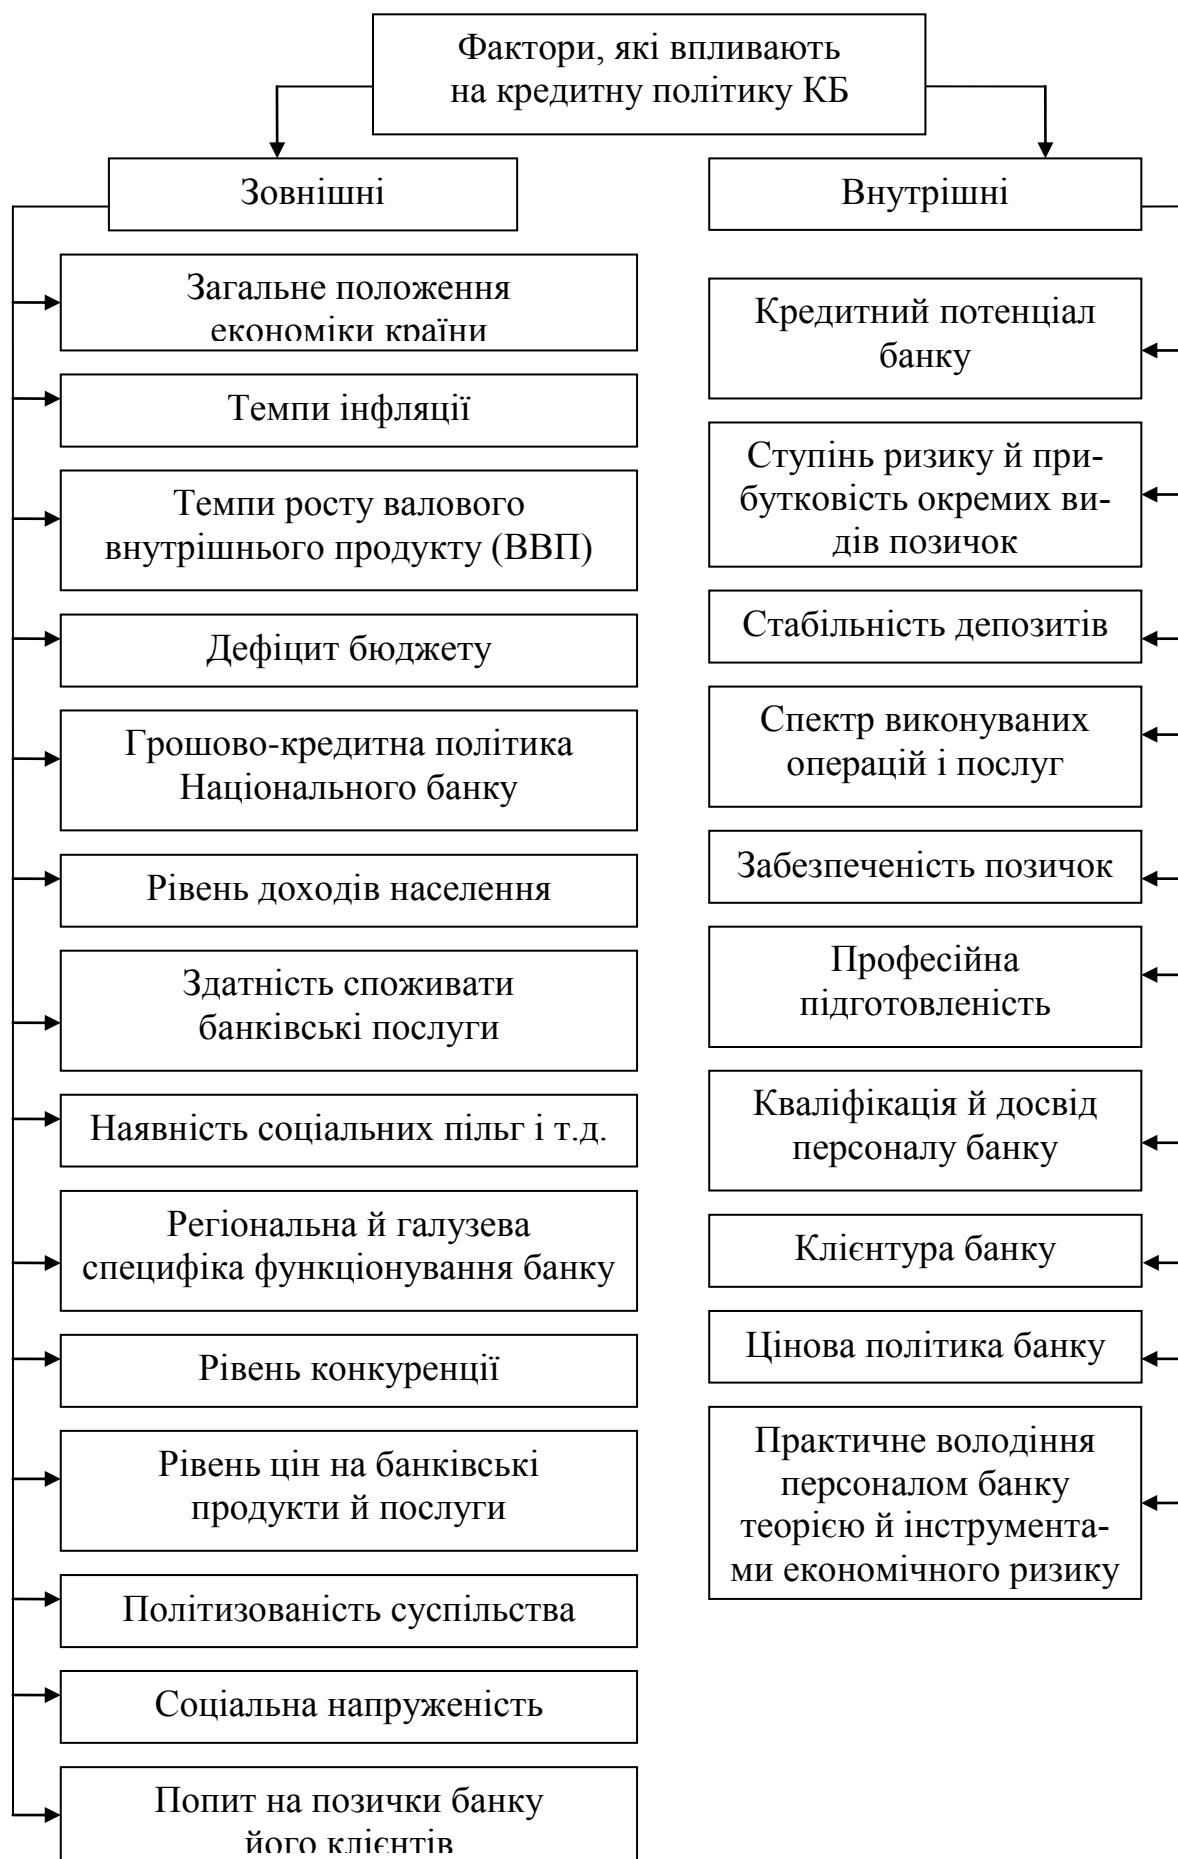 Фактори, які впливають
на кредитну політику КБ
Зовнішні
Загальне положення
економіки країни
Темпи інфляції
Темпи росту валового
внутрішнього продукту (ВВП)
Дефіцит бюджету
Грошово-кредитна політика
Національного банку
Рівень доходів населення
Здатність споживати
банківські послуги
Наявність соціальних пільг і т.д.
Регіональна й галузева
специфіка функціонування банку
Рівень конкуренції
Рівень цін на банківські
продукти й послуги
Політизованість суспільства
Соціальна напруженість
Попит на позички банку
його клієнтів
Внутрішні
Кредитний потенціал
банку
Ступінь ризику й при-
бутковість окремих ви-
дів позичок
Стабільність депозитів
Спектр виконуваних
операцій і послуг
Забезпеченість позичок
Професійна
підготовленість
Кваліфікація й досвід
персоналу банку
Клієнтура банку
Цінова політика банку
Практичне володіння
персоналом банку
теорією й інструмента-
ми економічного ризику